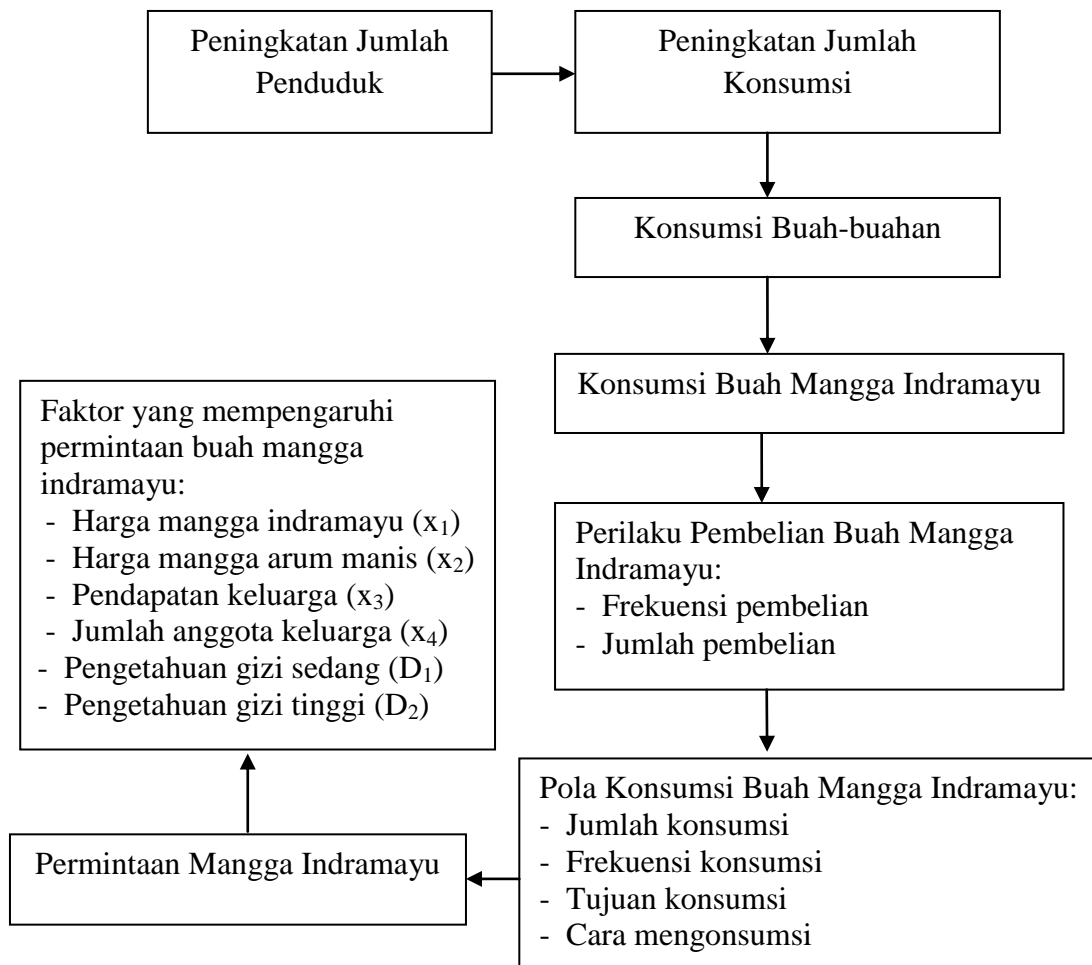 Peningkatan Jumlah
Penduduk
Peningkatan Jumlah
Konsumsi
Konsumsi Buah-buahan
Konsumsi Buah Mangga Indramayu
Perilaku Pembelian Buah Mangga
Indramayu:
- Frekuensi pembelian
- Jumlah pembelian
Pola Konsumsi Buah Mangga Indramayu:
- Jumlah konsumsi
- Frekuensi konsumsi
- Tujuan konsumsi
- Cara mengonsumsi
Permintaan Mangga Indramayu
Faktor yang mempengaruhi
permintaan buah mangga
indramayu:
- Harga mangga indramayu (x₁)
- Harga mangga arum manis (x₂)
- Pendapatan keluarga (x₃)
- Jumlah anggota keluarga (x₄)
- Pengetahuan gizi sedang (D₁)
- Pengetahuan gizi tinggi (D₂)